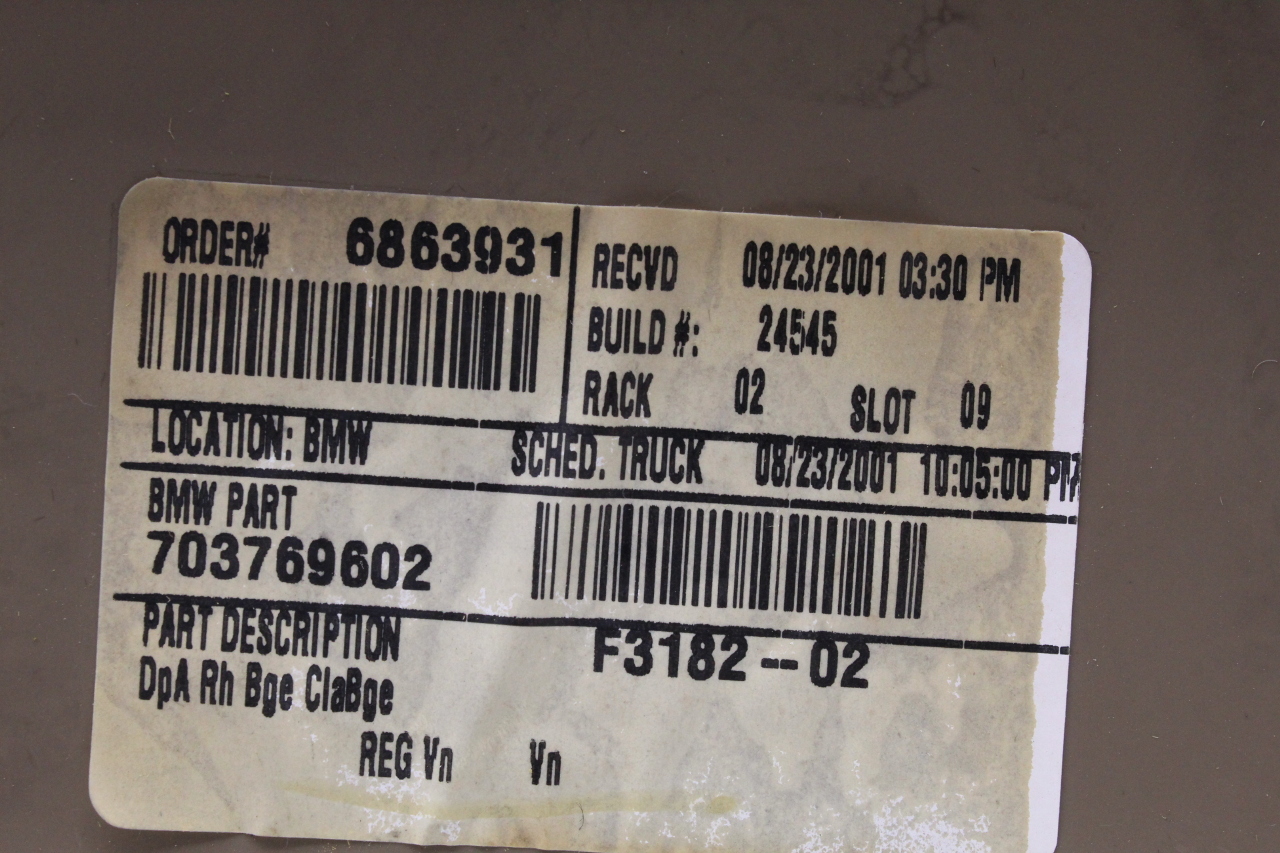 ORDER# 6863931
RECVD 08/23/2001 03:30 PM
BUILD #: 24545
RACK 02 SLOT 09
LOCATION: BMW SCHED. TRUCK 08/23/2001 10:05:00 PM
BMW PART
703769602
PART DESCRIPTION F3182--02
DpA Rh Bge ClaBge
REG Vn Vn